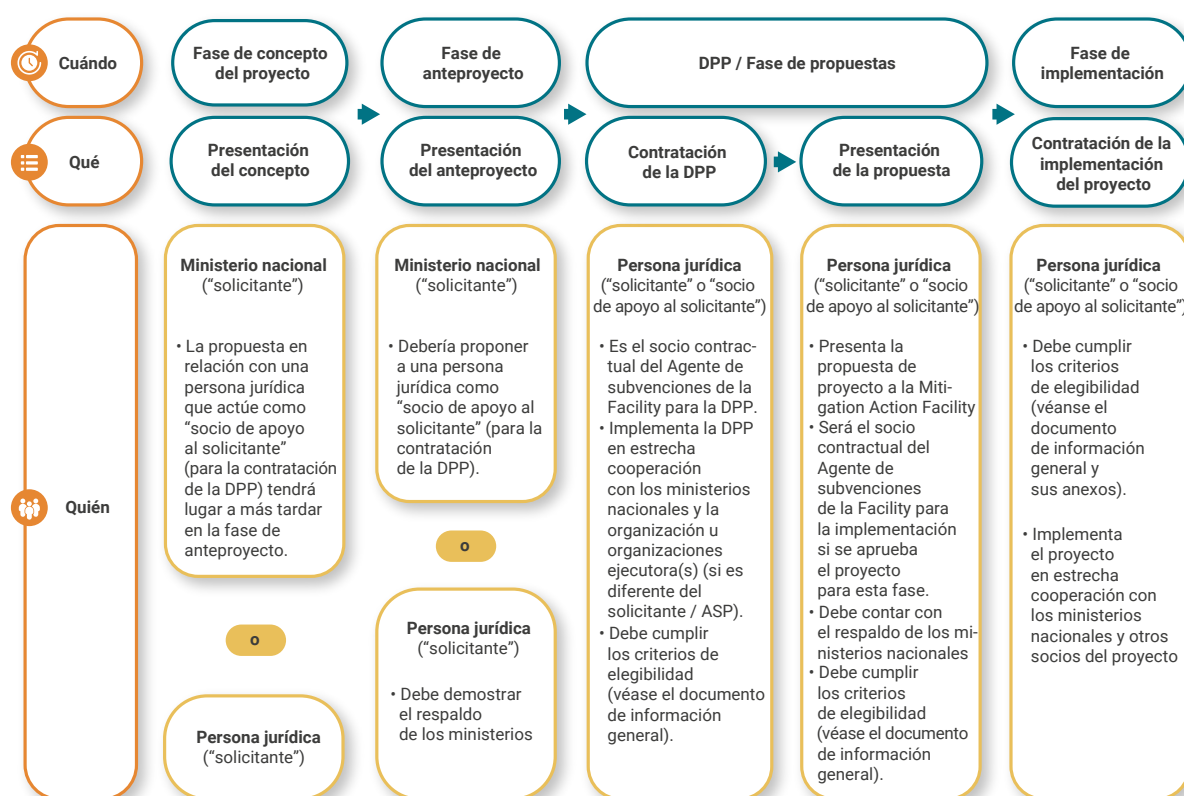 Cuándo
Fase de concepto
del proyecto
Fase de
anteproyecto
DPP / Fase de propuestas
Fase de
implementación
Qué
Presentación
del concepto
Presentación
del anteproyecto
Contratación
de la DPP
Presentación
de la propuesta
Contratación de la
implementación
del proyecto
Quién
Ministerio nacional
(“solicitante”)
• La propuesta en
relación con una
persona jurídica
que actúe como
“socio de apoyo
al solicitante”
(para la contratación
de la DPP) tendrá
lugar a más tardar
en la fase de
anteproyecto.
o
Persona jurídica
(“solicitante”)
Ministerio nacional
(“solicitante”)
• Debería proponer
a una persona
jurídica como
“socio de apoyo al
solicitante” (para la
contratación
de la DPP).
o
Persona jurídica
(“solicitante”)
• Debe demostrar
el respaldo
de los ministerios
Persona jurídica
(“solicitante” o “socio
de apoyo al solicitante”)
• Es el socio contrac-
tual del Agente de
subvenciones de la
Facility para la DPP.
• Implementa la DPP
en estrecha
cooperación
con los ministerios
nacionales y la
organización u
organizaciones
ejecutora(s) (si es
diferente del
solicitante / ASP).
• Debe cumplir
los criterios de
elegibilidad
(véase el documento
de información
general).
Persona jurídica
(“solicitante” o “socio
de apoyo al solicitante”)
• Presenta la
propuesta de
proyecto a la Miti-
gation Action Facility
• Será el socio
contractual del
Agente de
subvenciones
de la Facility para
la implementación
si se aprueba
el proyecto
para esta fase.
• Debe contar con
el respaldo de los mi-
nisterios nacionales
• Debe cumplir
los criterios
de elegibilidad
(véase el documento
de información
general).
Persona jurídica
(“solicitante” o “socio
de apoyo al solicitante”)
• Debe cumplir
los criterios
de elegibilidad
(véanse el
documento
de información
general y
sus anexos).
• Implementa
el proyecto
en estrecha
cooperación con
los ministerios
nacionales y otros
socios del proyecto